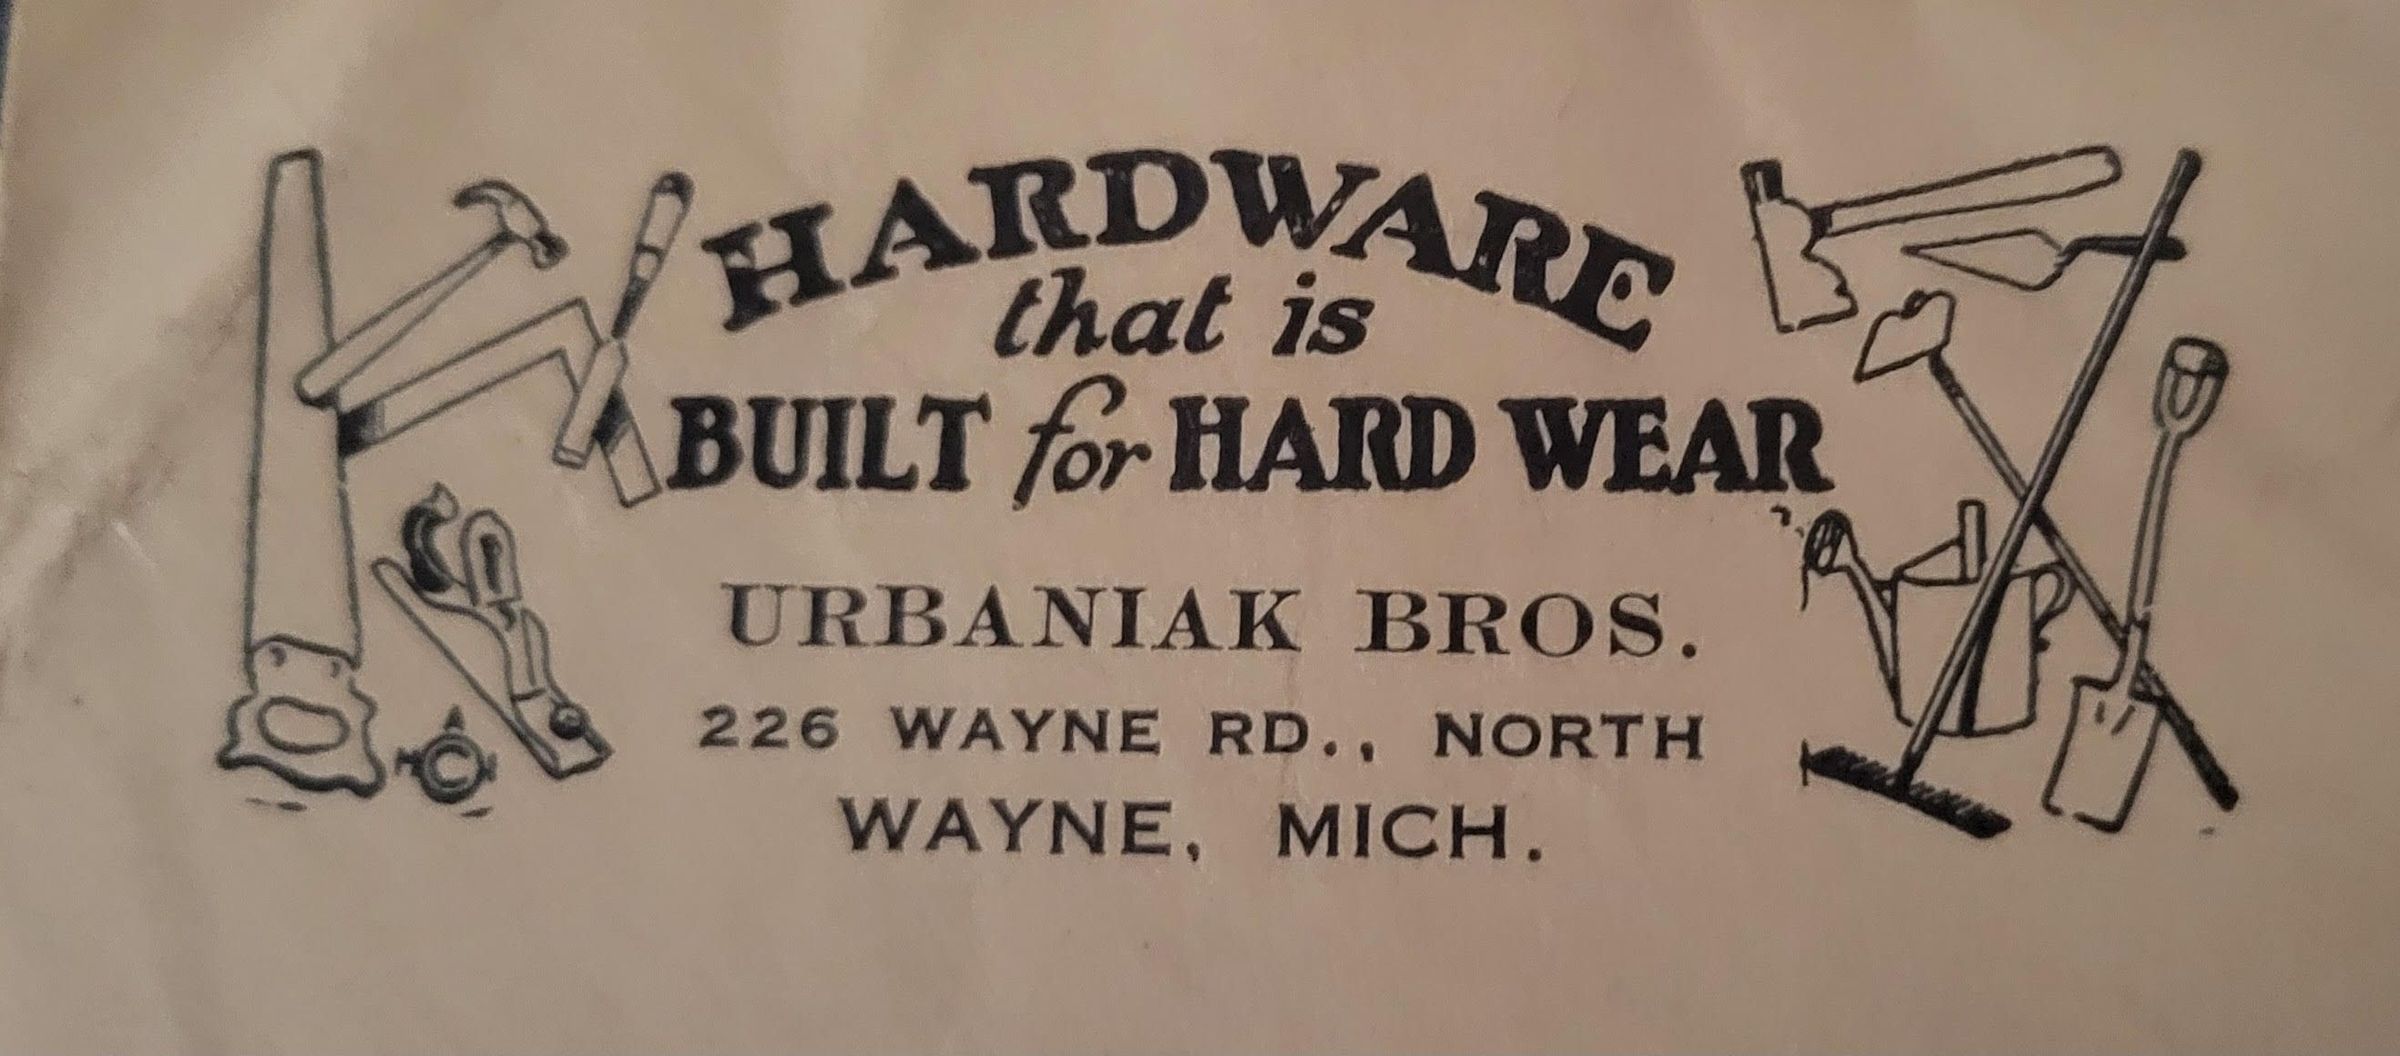 HARDWARE
that is
BUILT for HARD WEAR
URBANIAK BROS.
226 WAYNE RD., NORTH
WAYNE, MICH.